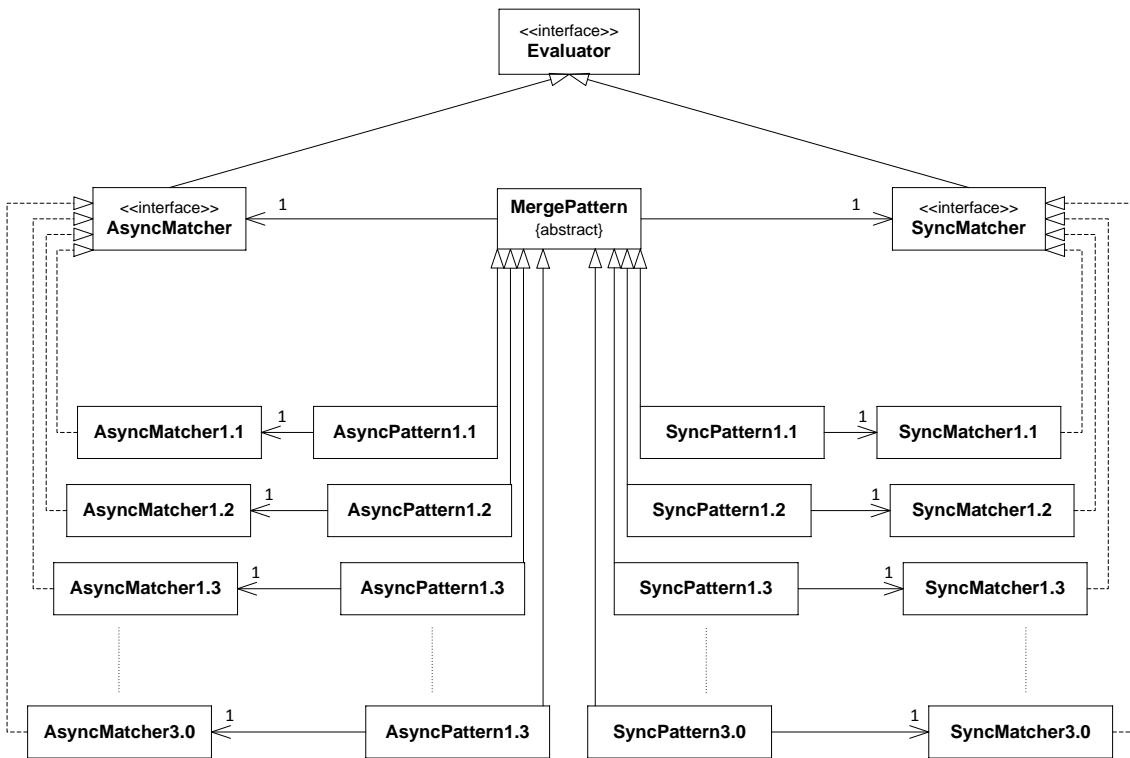 <<interface>>
Evaluator
<<interface>>
AsyncMatcher
1
MergePattern
{abstract}
1
<<interface>>
SyncMatcher
AsyncMatcher1.1
1
AsyncPattern1.1
SyncPattern1.1
1
SyncMatcher1.1
AsyncMatcher1.2
1
AsyncPattern1.2
SyncPattern1.2
1
SyncMatcher1.2
AsyncMatcher1.3
1
AsyncPattern1.3
SyncPattern1.3
1
SyncMatcher1.3
AsyncMatcher3.0
1
AsyncPattern1.3
SyncPattern3.0
1
SyncMatcher3.0